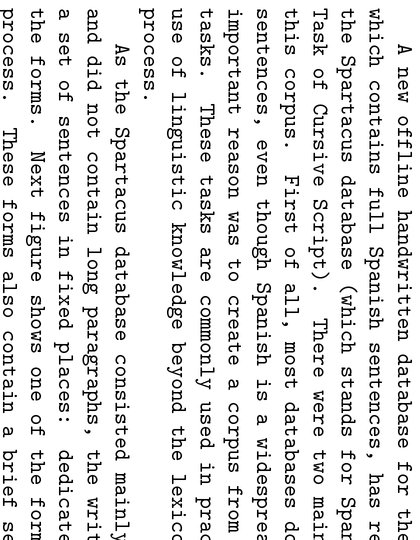 A new offline handwritten database for the
which contains full Spanish sentences, has re
the Spartacus database (which stands for Spar
Task of Cursive Script). There were two main
this corpus. First of all, most databases do
sentences, even though Spanish is a widesprea
important reason was to create a corpus from
tasks. These tasks are commonly used in prac
use of linguistic knowledge beyond the lexico
process.
As the Spartacus database consisted mainly
and did not contain long paragraphs, the writ
a set of sentences in fixed places: dedicate
the forms. Next figure shows one of the form
process. These forms also contain a brief se